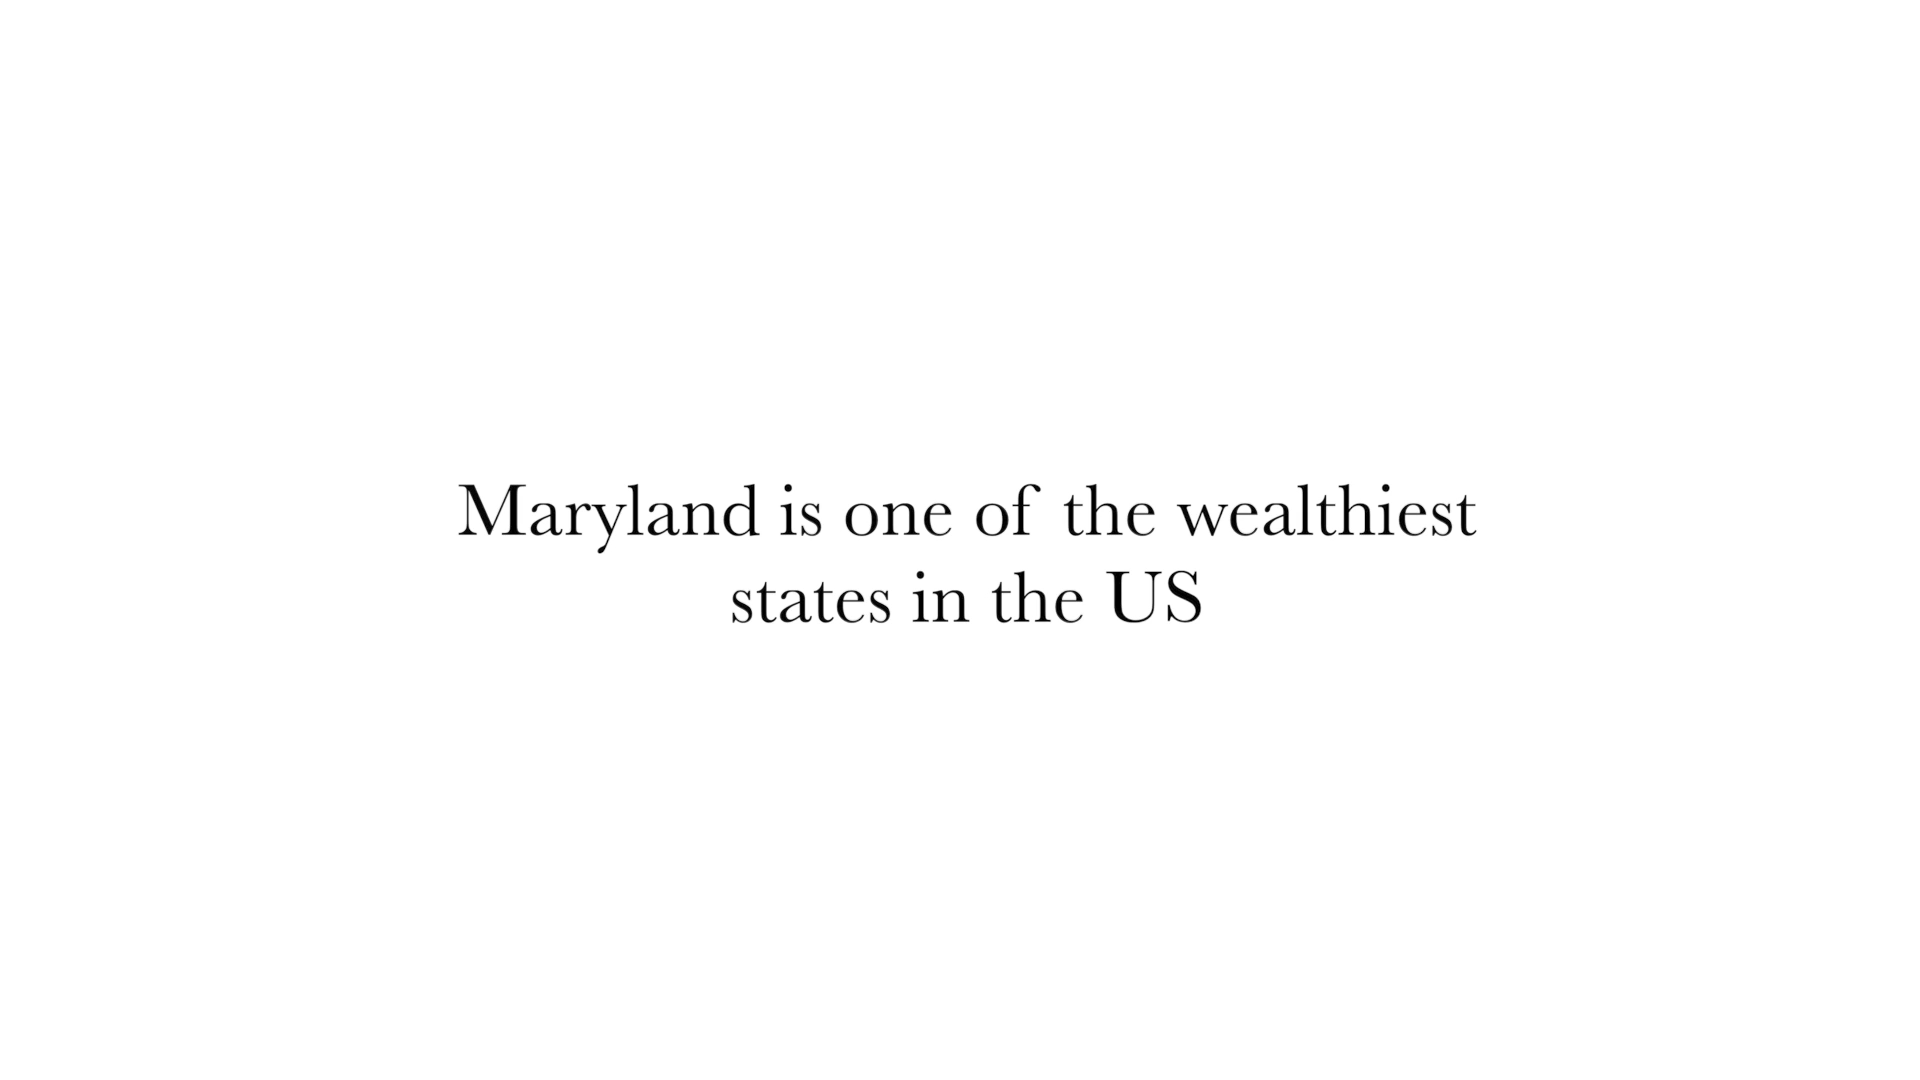 Maryland is one of the wealthiest
states in the US